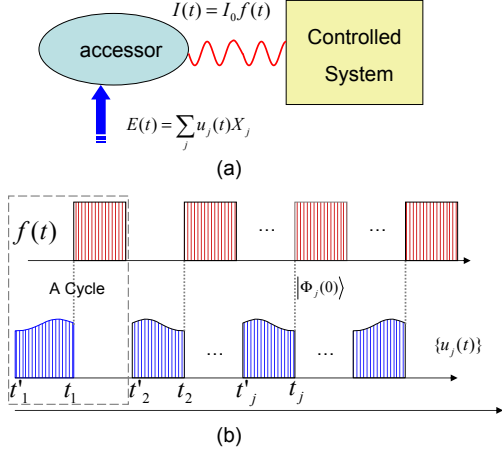 I(t) = I₀f(t)
accessor
Controlled
System
E(t) = ∑ⱼ uⱼ(t)Xⱼ
(a)
f(t)
... ...
A Cycle
|Φⱼ(0)⟩
{uⱼ(t)}
... ...
t'₁ t₁ t'₂ t₂ t'ⱼ tⱼ
(b)